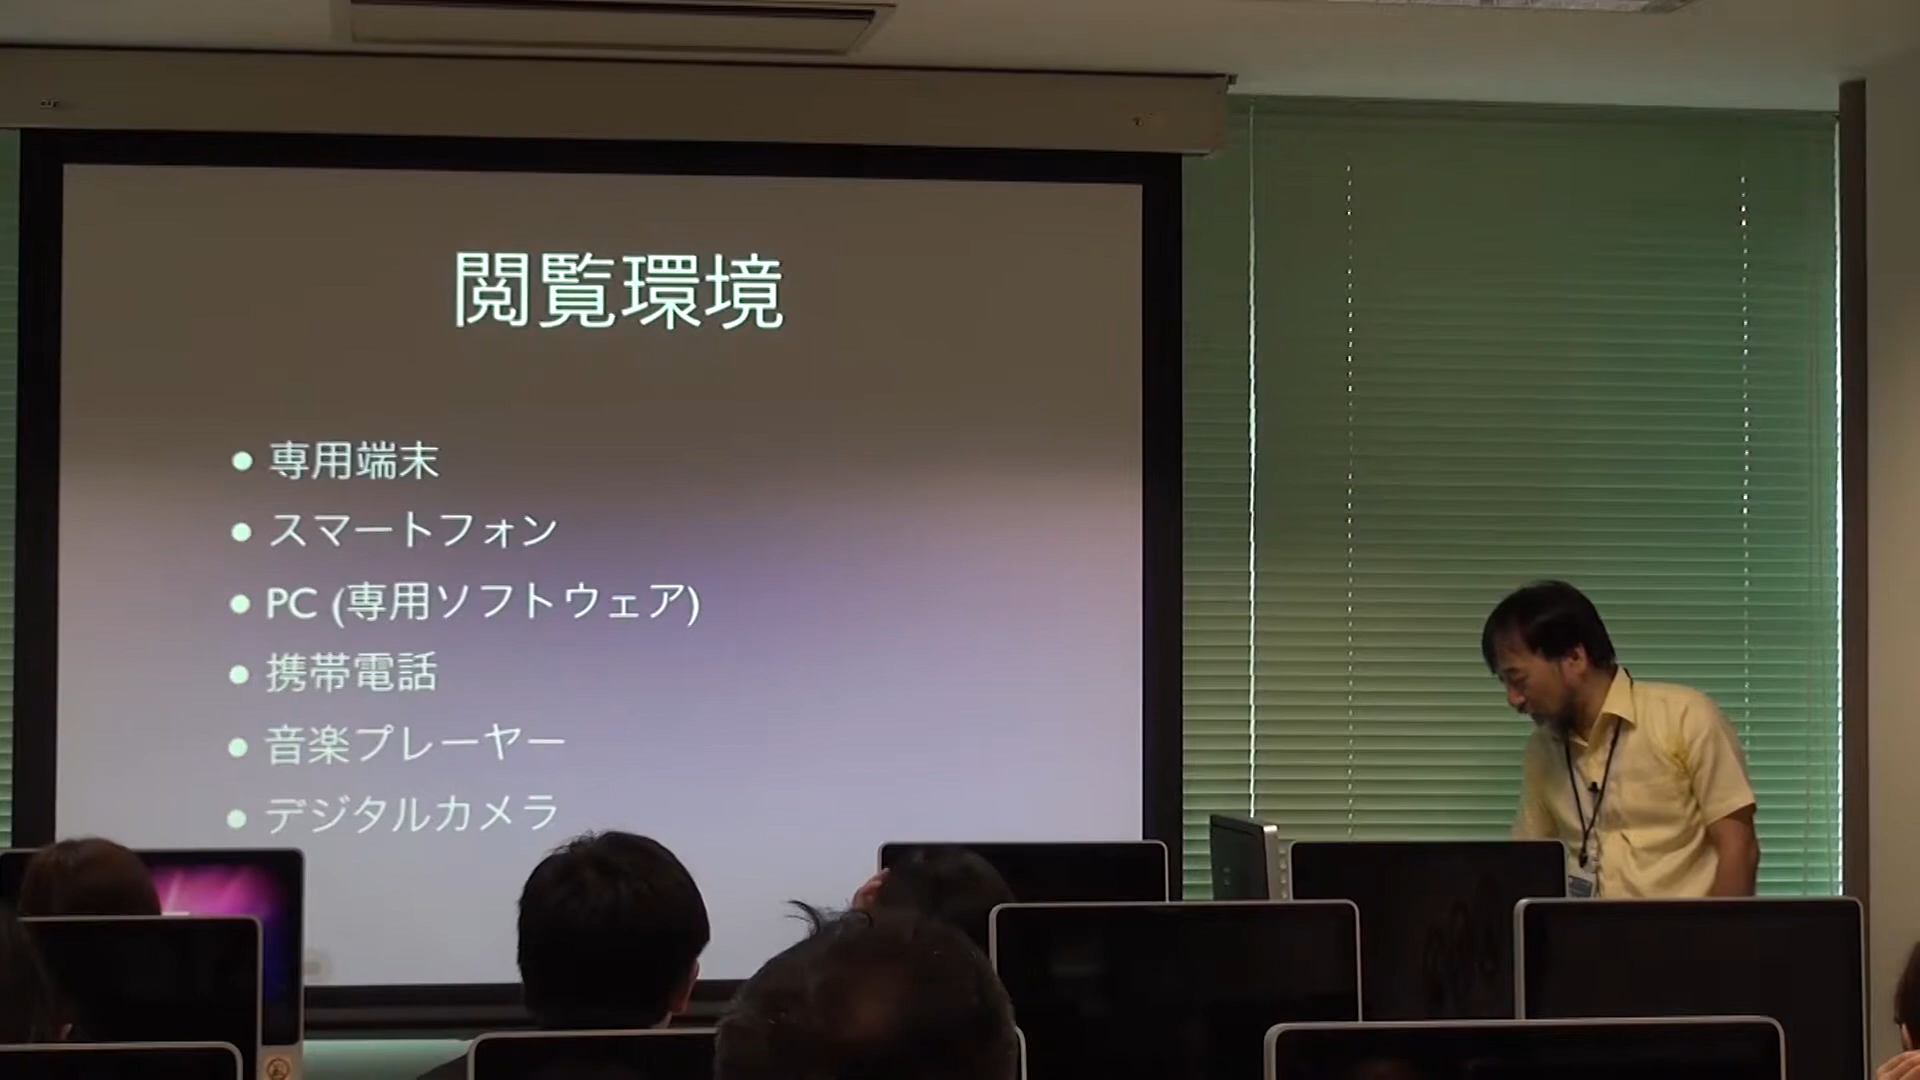 閲覧環境
● 専用端末
● スマートフォン
● PC (専用ソフトウェア)
● 携帯電話
● 音楽プレーヤー
● デジタルカメラ